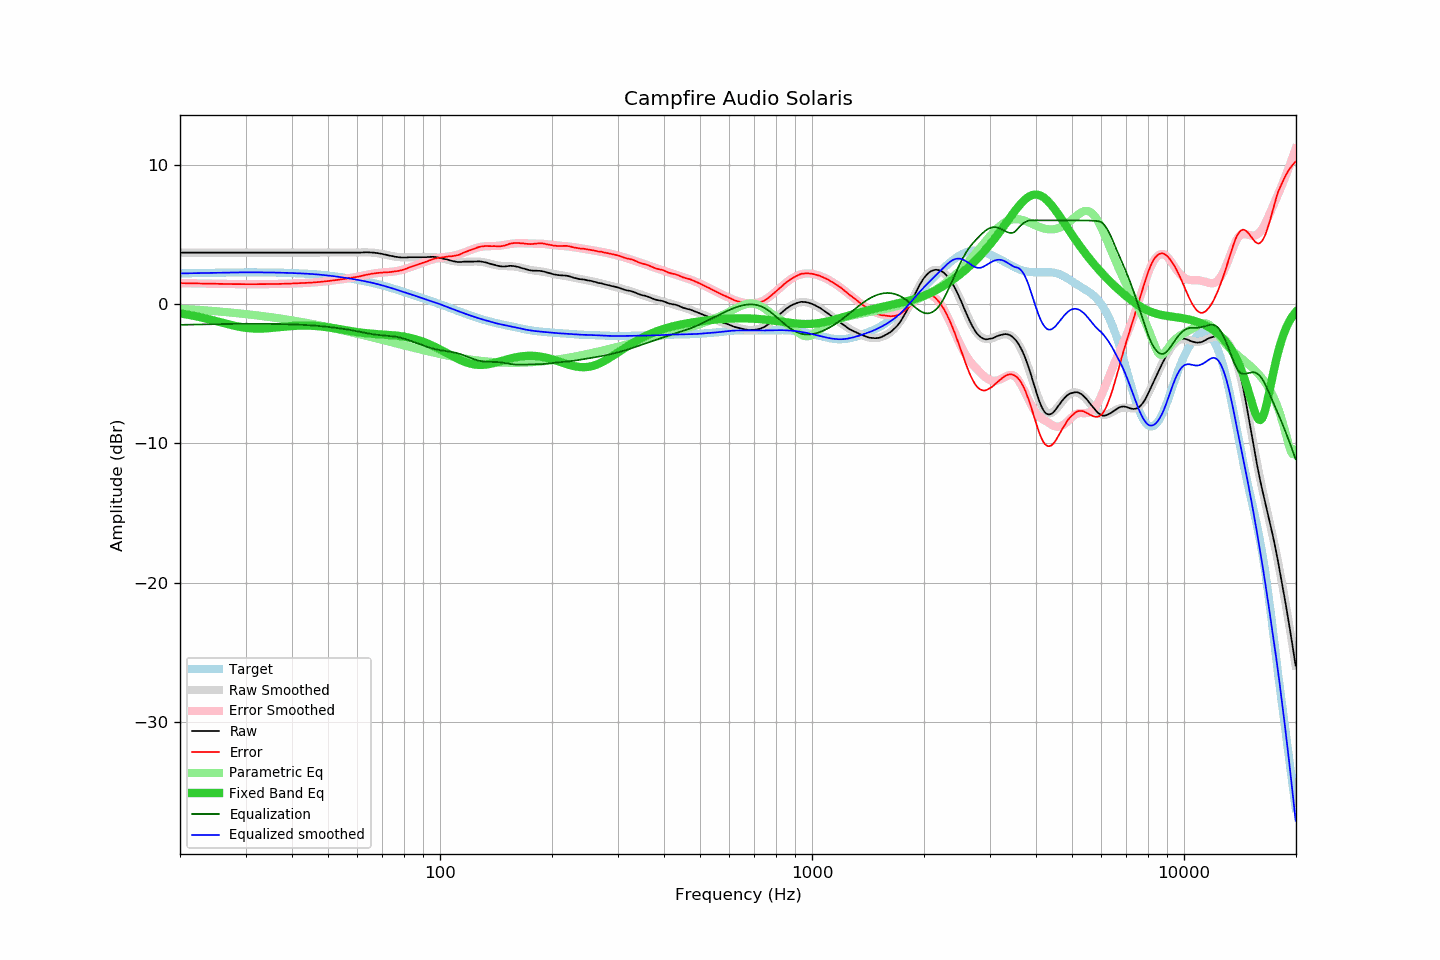 Campfire Audio Solaris
10
0
−10
−20
−30
Amplitude (dBr)
Target
Raw Smoothed
Error Smoothed
Raw
Error
Parametric Eq
Fixed Band Eq
Equalization
Equalized smoothed
100
1000
10000
Frequency (Hz)